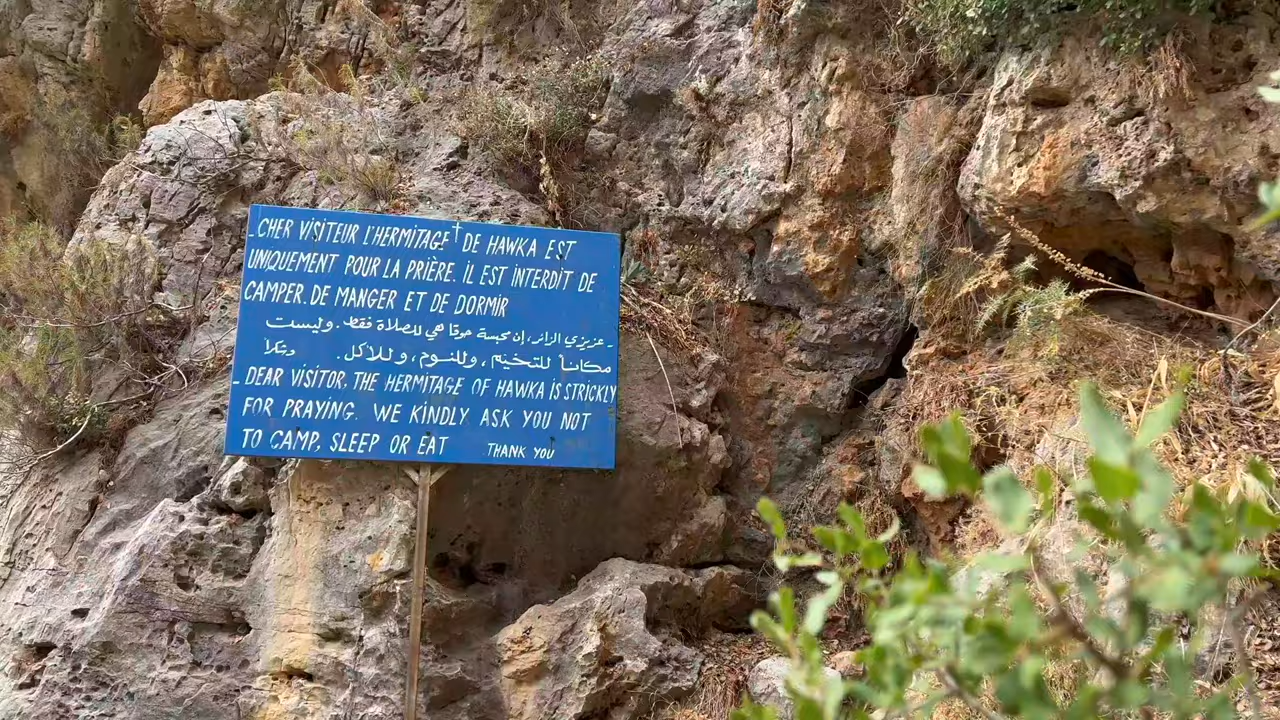 _ CHER VISITEUR L'HERMITAGE † DE HAWKA EST
UNIQUEMENT POUR LA PRIÈRE. IL EST INTERDIT DE
CAMPER. DE MANGER ET DE DORMIR
_ عزيزي الزائر، إن محبسة حوقا هي للصلاة فقط. وليست
مكاناً للتخيم، وللنوم، وللأكل. وشكرا
_ DEAR VISITOR, THE HERMITAGE OF HAWKA IS STRICKLY
FOR PRAYING. WE KINDLY ASK YOU NOT
TO CAMP, SLEEP OR EAT THANK YOU